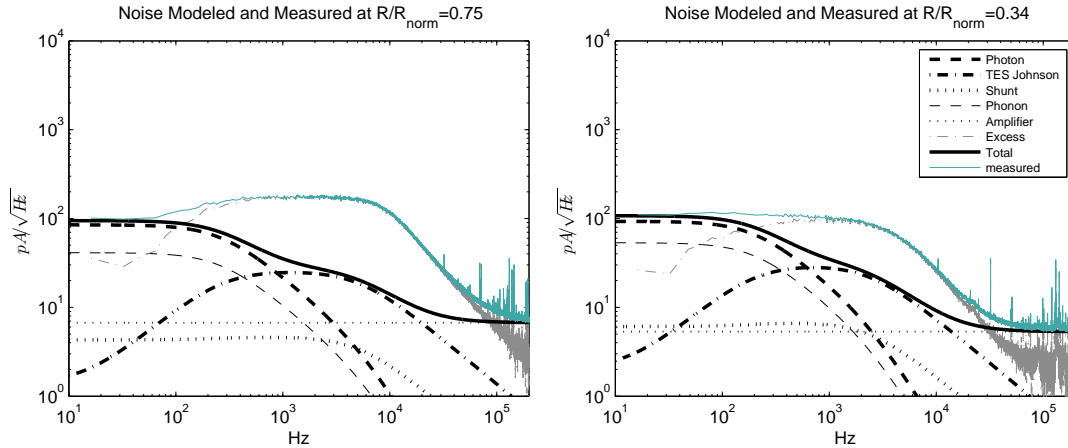 Noise Modeled and Measured at R/R_norm=0.75
10^4
10^3
10^2
10^1
10^0
pA/√Hz
10^1
10^2
10^3
10^4
10^5
Hz
Noise Modeled and Measured at R/R_norm=0.34
10^4
10^3
10^2
10^1
10^0
pA/√Hz
10^1
10^2
10^3
10^4
10^5
Hz
Photon
TES Johnson
Shunt
Phonon
Amplifier
Excess
Total
measured